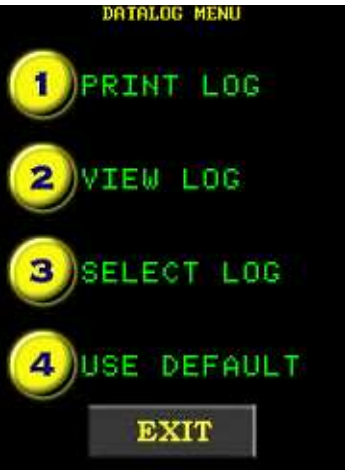 DATALOG MENU
1 PRINT LOG
2 VIEW LOG
3 SELECT LOG
4 USE DEFAULT
EXIT